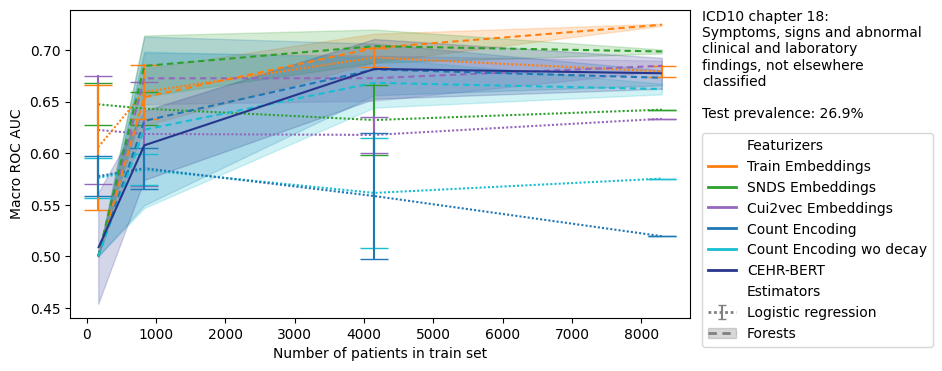 ICD10 chapter 18:
Symptoms, signs and abnormal
clinical and laboratory
findings, not elsewhere
classified
Test prevalence: 26.9%
Macro ROC AUC
0.70
0.65
0.60
0.55
0.50
0.45
0
1000
2000
3000
4000
5000
6000
7000
8000
Number of patients in train set
Featurizers
Train Embeddings
SNDS Embeddings
Cui2vec Embeddings
Count Encoding
Count Encoding wo decay
CEHR-BERT
Estimators
Logistic regression
Forests